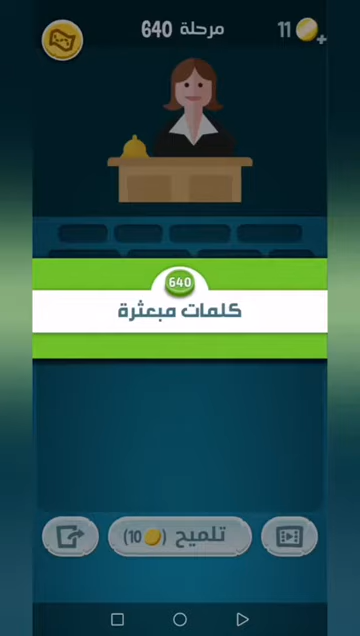 مرحلة 640
11
640
كلمات مبعثرة
تلميح (10)